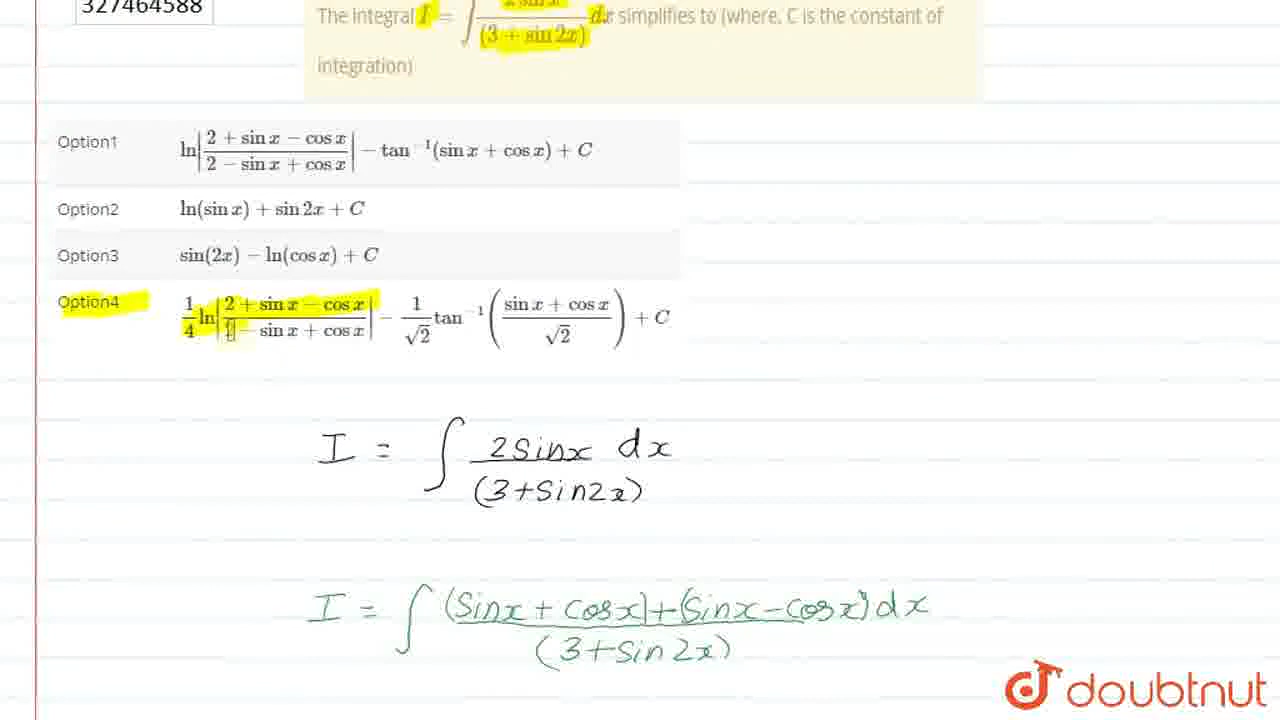 327464588
The integral I = ∫ 2 sin x / (3 + sin 2x) dx simplifies to (where, C is the constant of
integration)
Option1 ln|(2 + sin x − cos x)/(2 − sin x + cos x)| − tan⁻¹(sin x + cos x) + C
Option2 ln(sin x) + sin 2x + C
Option3 sin(2x) − ln(cos x) + C
Option4 1/4 ln|(2 + sin x − cos x)/( − sin x + cos x)| − 1/√2 tan⁻¹((sin x + cos x)/√2) + C
I = ∫ 2sinx dx / (3+sin2x)
I = ∫ (sinx + cosx)+(sinx−cosx)dx / (3+sin2x)
doubtnut